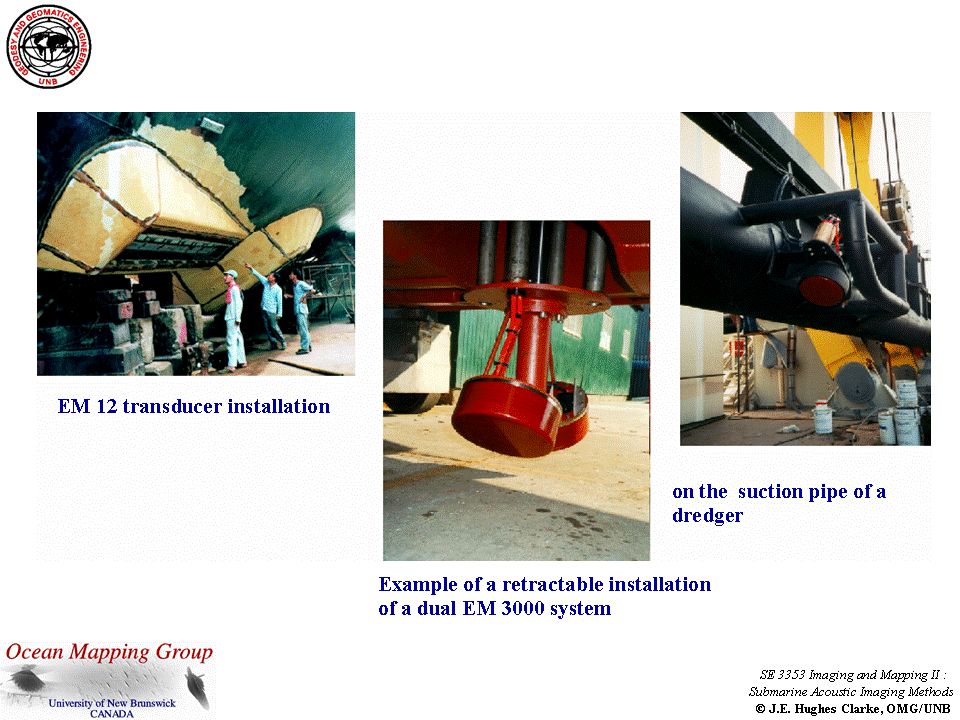 GEODESY AND GEOMATICS ENGINEERING
UNB
EM 12 transducer installation
on the suction pipe of a
dredger
Example of a retractable installation
of a dual EM 3000 system
Ocean Mapping Group
University of New Brunswick
CANADA
SE 3353 Imaging and Mapping II :
Submarine Acoustic Imaging Methods
© J.E. Hughes Clarke, OMG/UNB